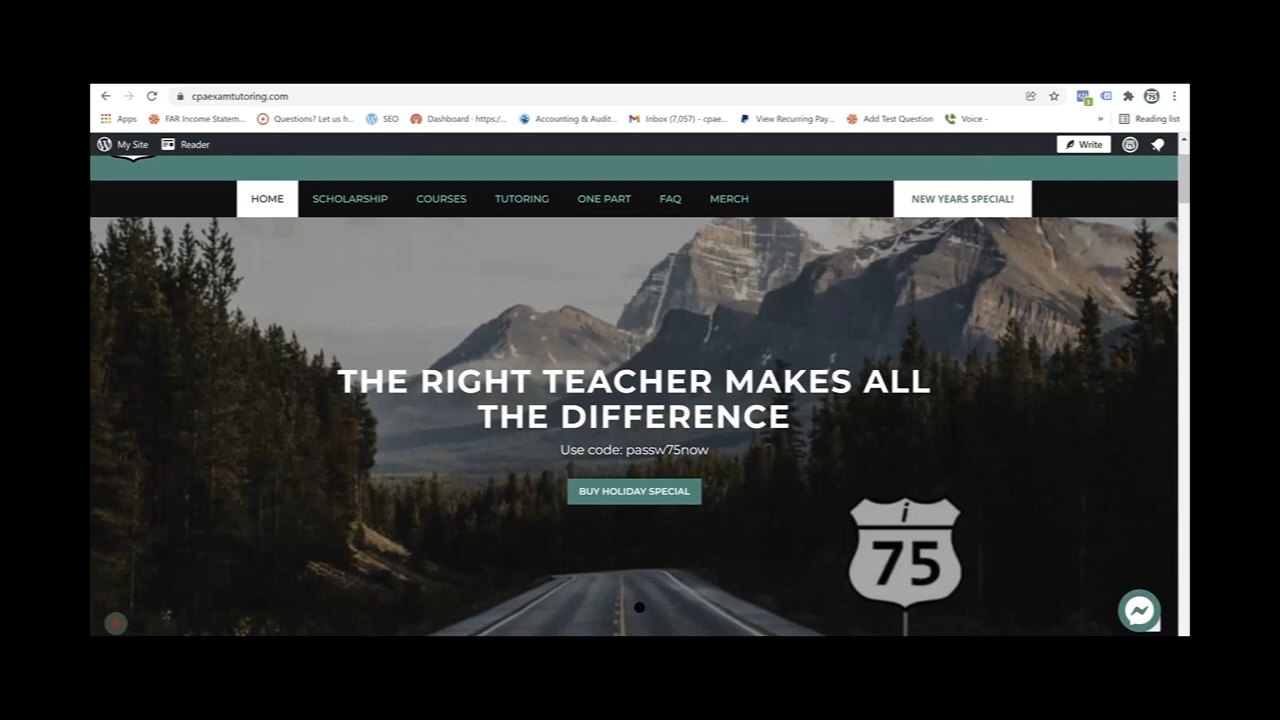 cpaexamtutoring.com
Apps FAR Income Statem... Questions? Let us h... SEO Dashboard · https:/... Accounting & Audit... Inbox (7,057) - cpae... View Recurring Pay... Add Test Question Voice - » Reading list
My Site Reader Write
HOME SCHOLARSHIP COURSES TUTORING ONE PART FAQ MERCH NEW YEARS SPECIAL!
THE RIGHT TEACHER MAKES ALL
THE DIFFERENCE
Use code: passw75now
BUY HOLIDAY SPECIAL
i
75